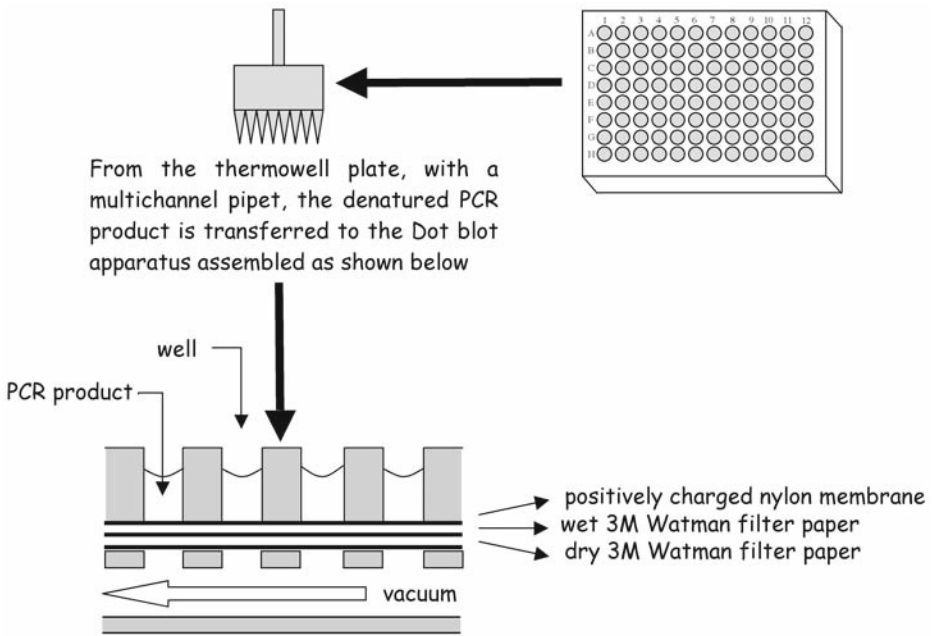 1 2 3 4 5 6 7 8 9 10 11 12
A
B
C
D
E
F
G
H
From the thermowell plate, with a
multichannel pipet, the denatured PCR
product is transferred to the Dot blot
apparatus assembled as shown below
well
PCR product
positively charged nylon membrane
wet 3M Watman filter paper
dry 3M Watman filter paper
vacuum